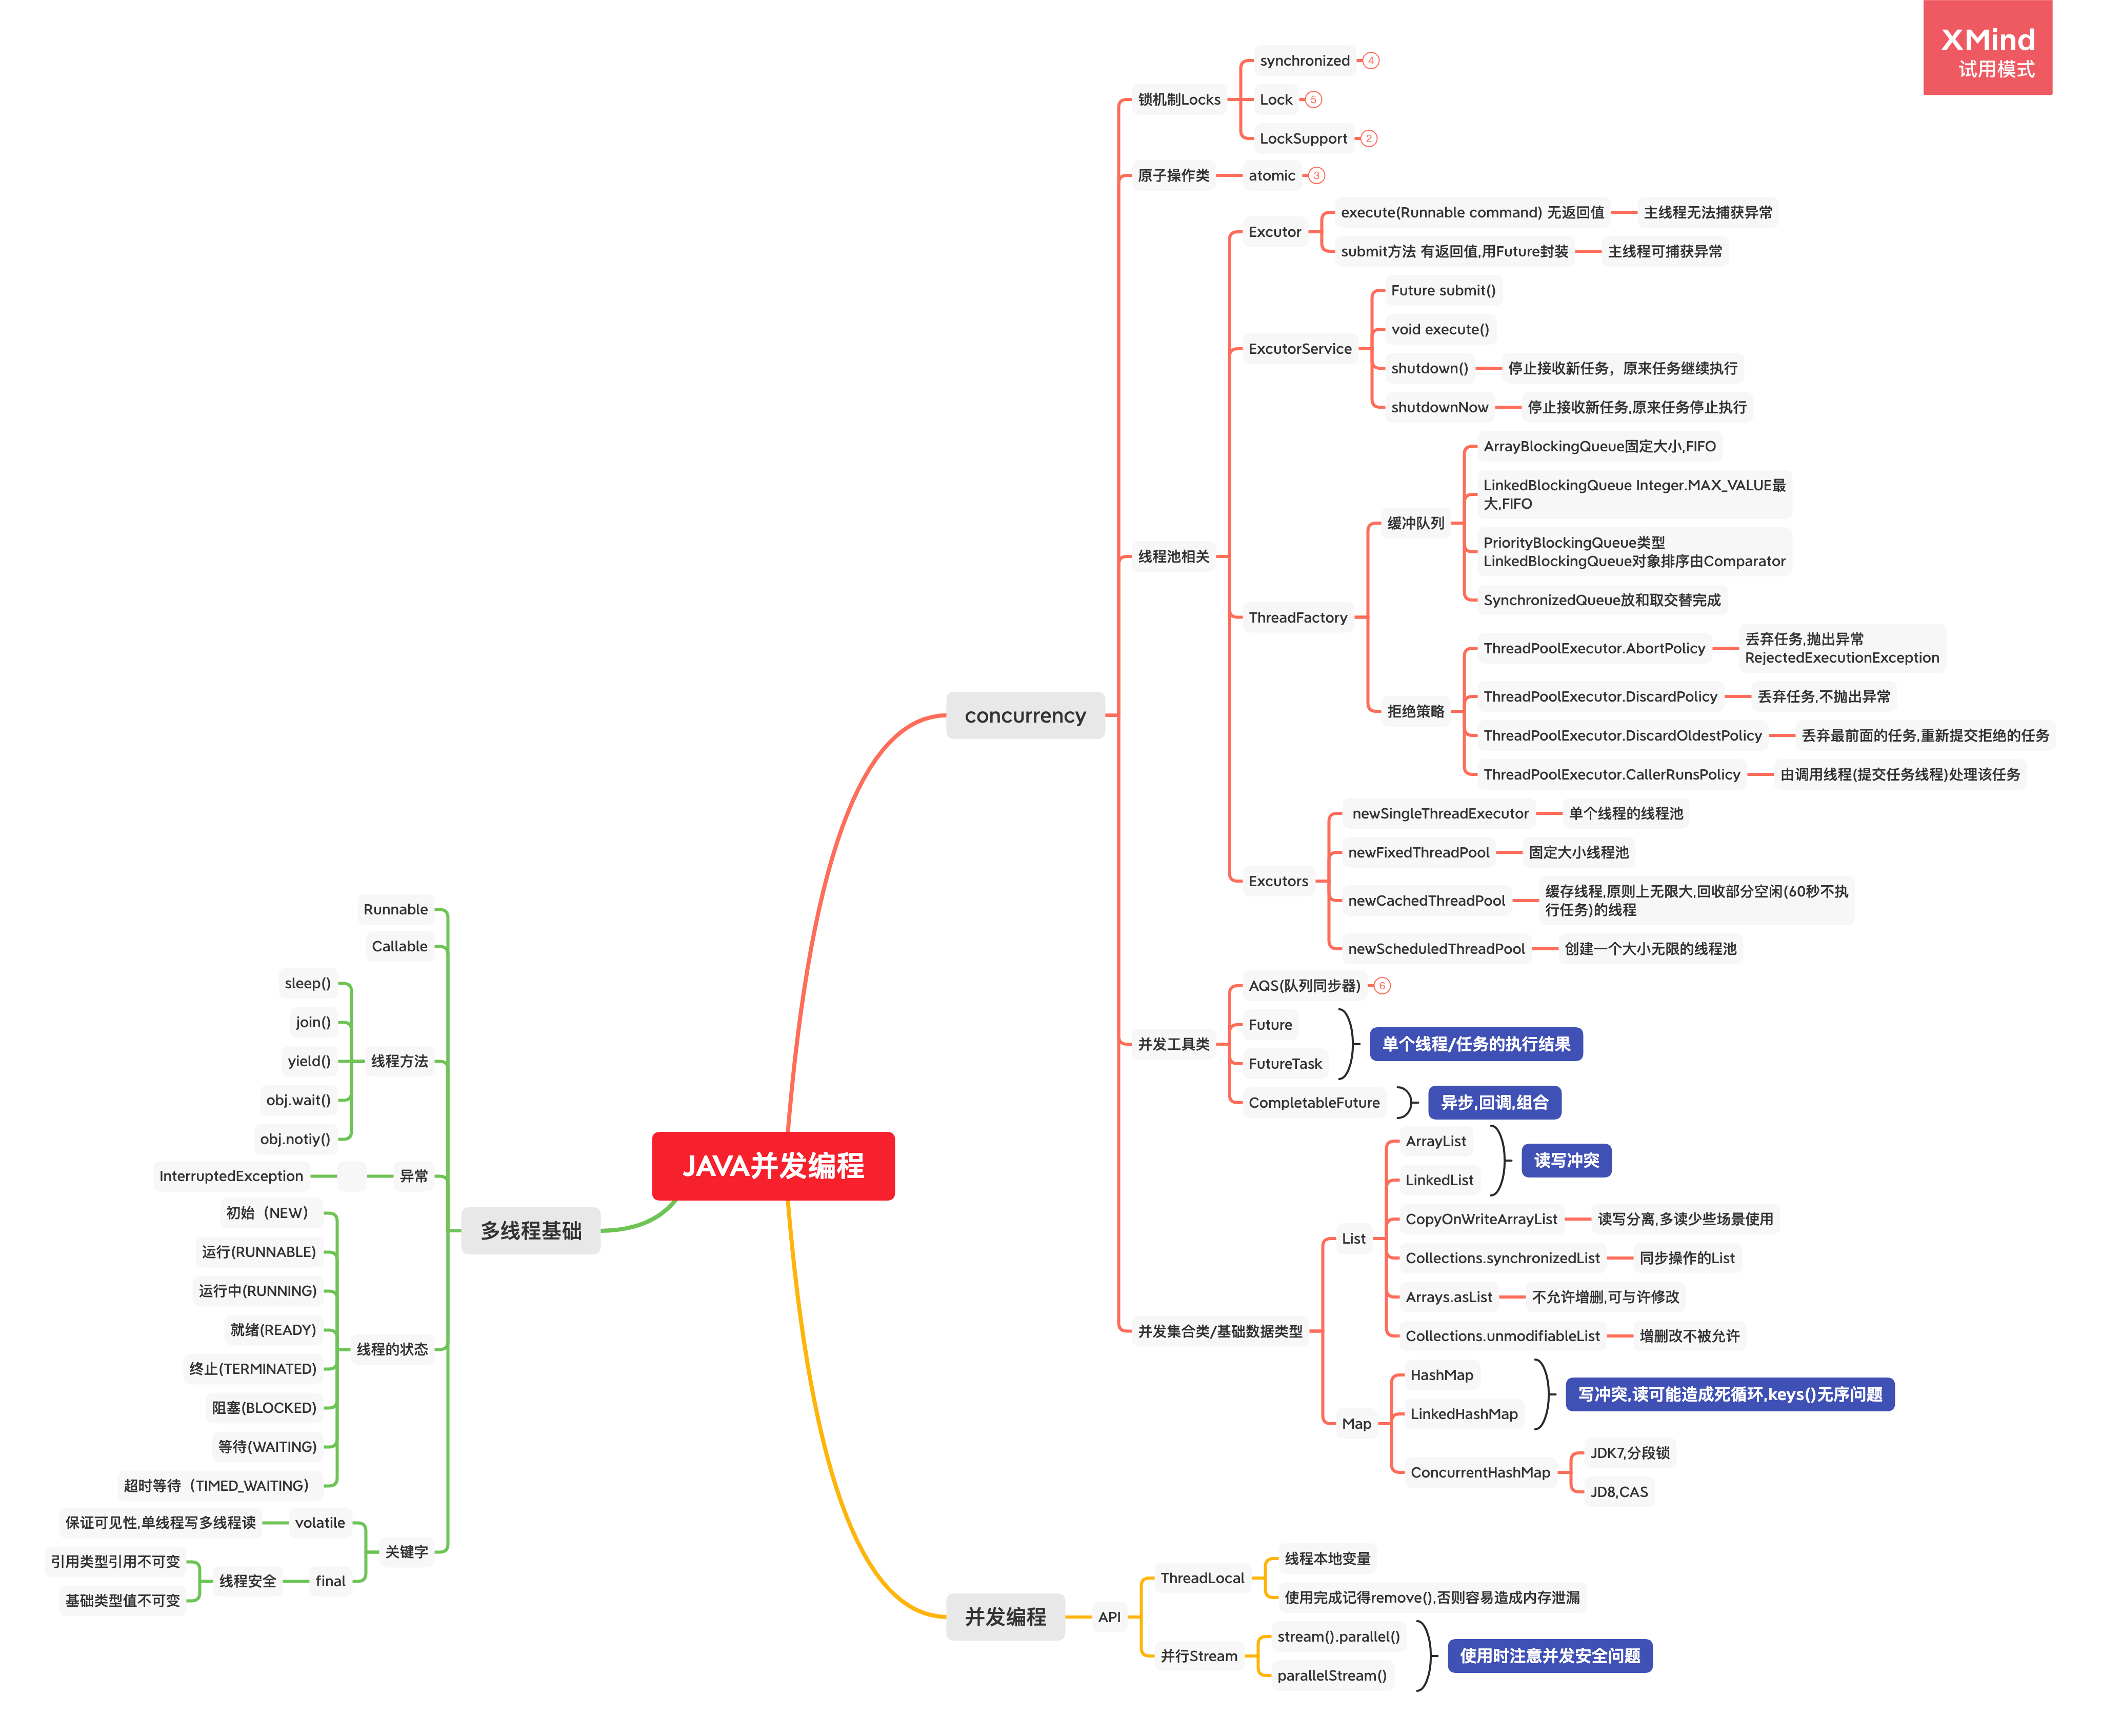 XMind
试用模式
JAVA并发编程
concurrency
锁机制Locks
synchronized
4
Lock
5
LockSupport
2
原子操作类
atomic
3
线程池相关
Excutor
execute(Runnable command) 无返回值
主线程无法捕获异常
submit方法 有返回值,用Future封装
主线程可捕获异常
ExcutorService
Future submit()
void execute()
shutdown()
停止接收新任务，原来任务继续执行
shutdownNow
停止接收新任务,原来任务停止执行
ThreadFactory
缓冲队列
ArrayBlockingQueue固定大小,FIFO
LinkedBlockingQueue Integer.MAX_VALUE最
大,FIFO
PriorityBlockingQueue类型
LinkedBlockingQueue对象排序由Comparator
SynchronizedQueue放和取交替完成
拒绝策略
ThreadPoolExecutor.AbortPolicy
丢弃任务,抛出异常
RejectedExecutionException
ThreadPoolExecutor.DiscardPolicy
丢弃任务,不抛出异常
ThreadPoolExecutor.DiscardOldestPolicy
丢弃最前面的任务,重新提交拒绝的任务
ThreadPoolExecutor.CallerRunsPolicy
由调用线程(提交任务线程)处理该任务
Excutors
newSingleThreadExecutor
单个线程的线程池
newFixedThreadPool
固定大小线程池
newCachedThreadPool
缓存线程,原则上无限大,回收部分空闲(60秒不执
行任务)的线程
newScheduledThreadPool
创建一个大小无限的线程池
并发工具类
AQS(队列同步器)
6
Future
FutureTask
单个线程/任务的执行结果
CompletableFuture
异步,回调,组合
并发集合类/基础数据类型
List
ArrayList
LinkedList
读写冲突
CopyOnWriteArrayList
读写分离,多读少些场景使用
Collections.synchronizedList
同步操作的List
Arrays.asList
不允许增删,可与许修改
Collections.unmodifiableList
增删改不被允许
Map
HashMap
LinkedHashMap
写冲突,读可能造成死循环,keys()无序问题
ConcurrentHashMap
JDK7,分段锁
JD8,CAS
多线程基础
Runnable
Callable
线程方法
sleep()
join()
yield()
obj.wait()
obj.notiy()
异常
InterruptedException
线程的状态
初始（NEW）
运行(RUNNABLE)
运行中(RUNNING)
就绪(READY)
终止(TERMINATED)
阻塞(BLOCKED)
等待(WAITING)
超时等待（TIMED_WAITING）
关键字
volatile
保证可见性,单线程写多线程读
final
线程安全
引用类型引用不可变
基础类型值不可变
并发编程
API
ThreadLocal
线程本地变量
使用完成记得remove(),否则容易造成内存泄漏
并行Stream
stream().parallel()
parallelStream()
使用时注意并发安全问题